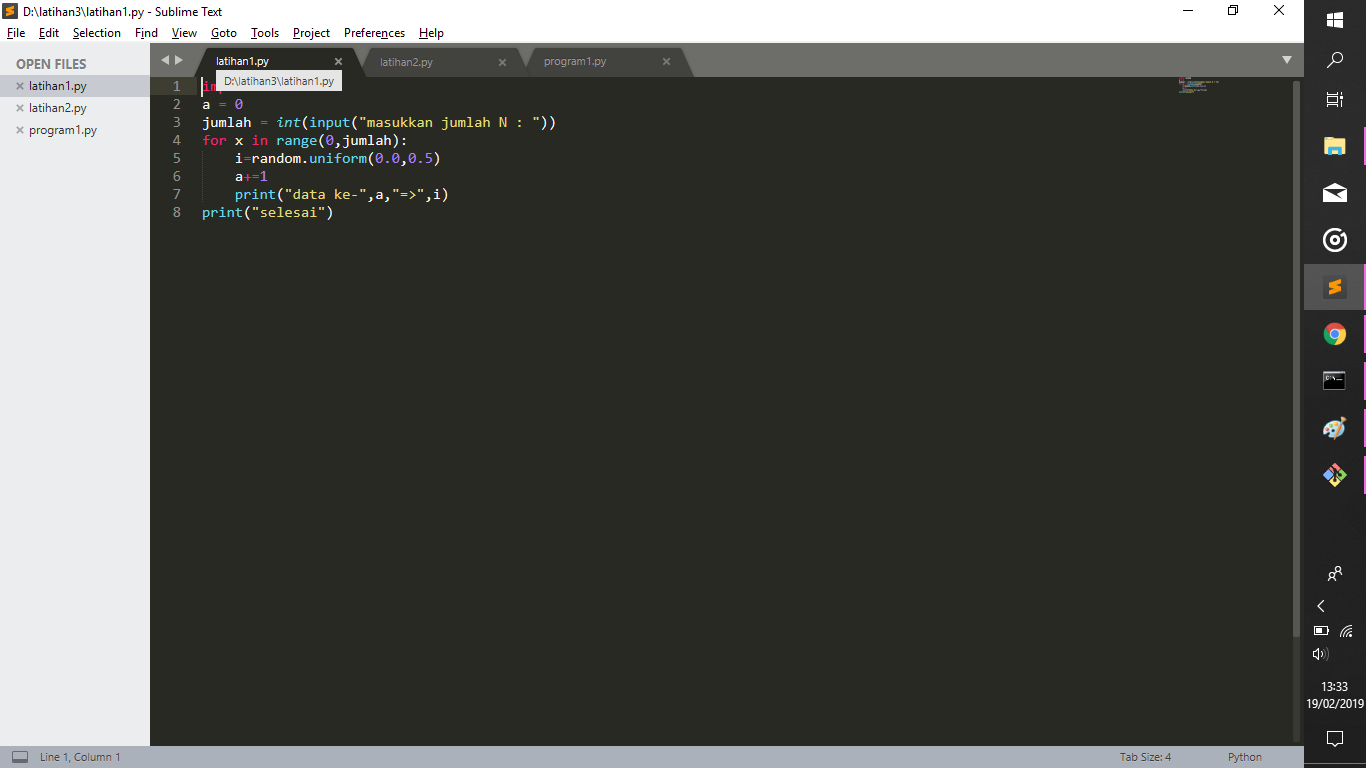 D:\latihan3\latihan1.py - Sublime Text
File Edit Selection Find View Goto Tools Project Preferences Help
OPEN FILES
latihan1.py
latihan2.py
program1.py
latihan1.py latihan2.py program1.py
D:\latihan3\latihan1.py
1
2 a = 0
3 jumlah = int(input("masukkan jumlah N : "))
4 for x in range(0,jumlah):
5 i=random.uniform(0.0,0.5)
6 a+=1
7 print("data ke-",a,"=>",i)
8 print("selesai")
Line 1, Column 1
Tab Size: 4 Python
13:33
19/02/2019